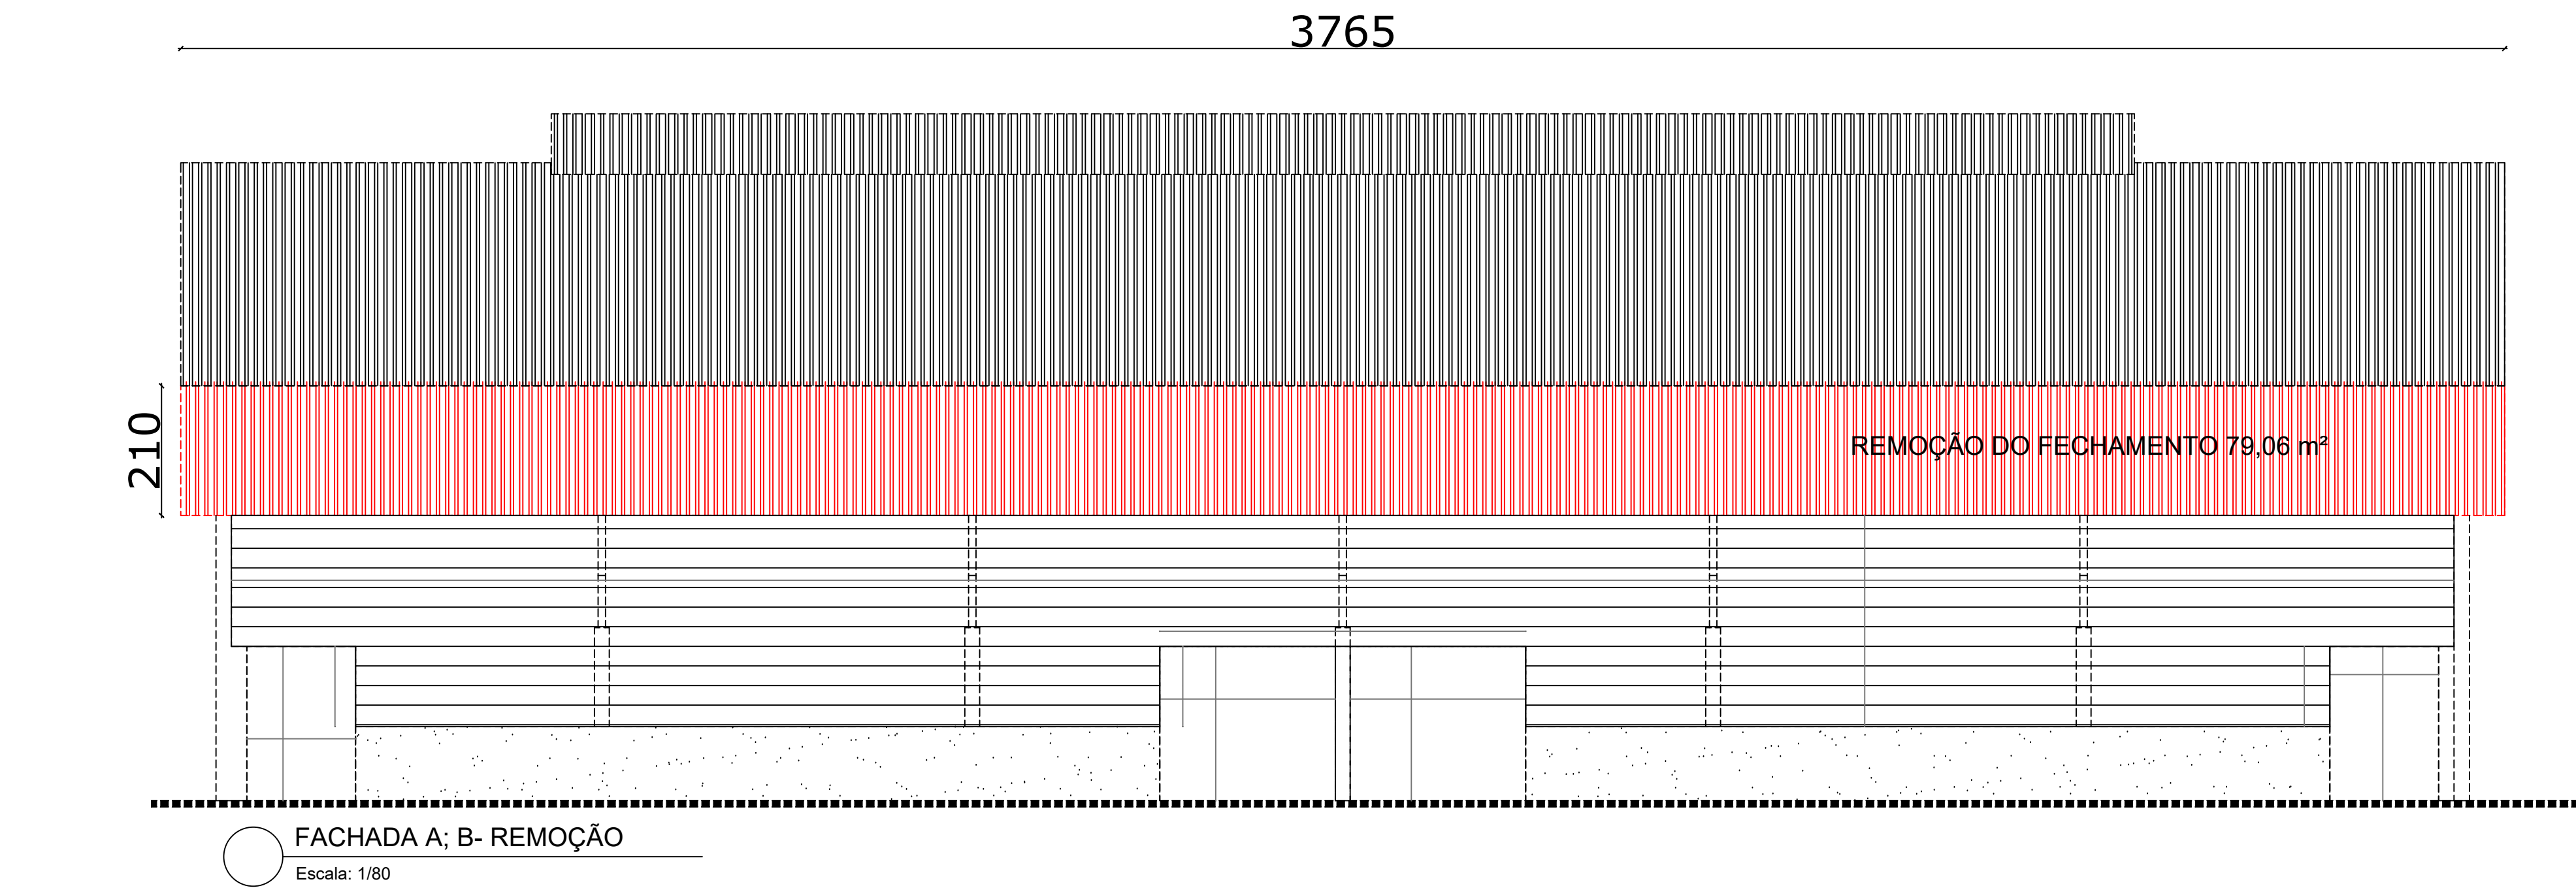 3765
210
REMOÇÃO DO FECHAMENTO 79,06 m²
FACHADA A; B- REMOÇÃO
Escala: 1/80